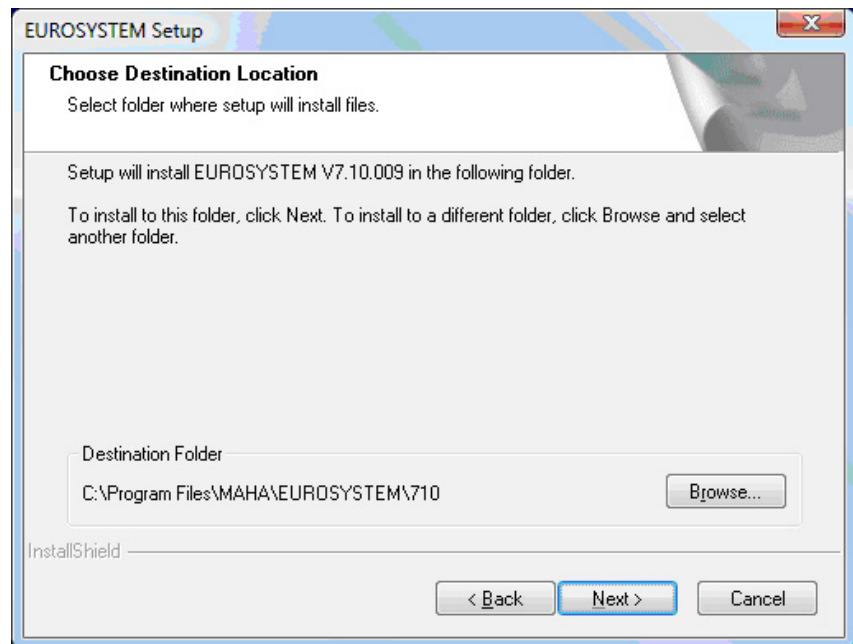 EUROSYSTEM Setup
Choose Destination Location
Select folder where setup will install files.
Setup will install EUROSYSTEM V7.10.009 in the following folder.
To install to this folder, click Next. To install to a different folder, click Browse and select
another folder.
Destination Folder
C:\Program Files\MAHA\EUROSYSTEM\710
Browse...
InstallShield
< Back
Next >
Cancel